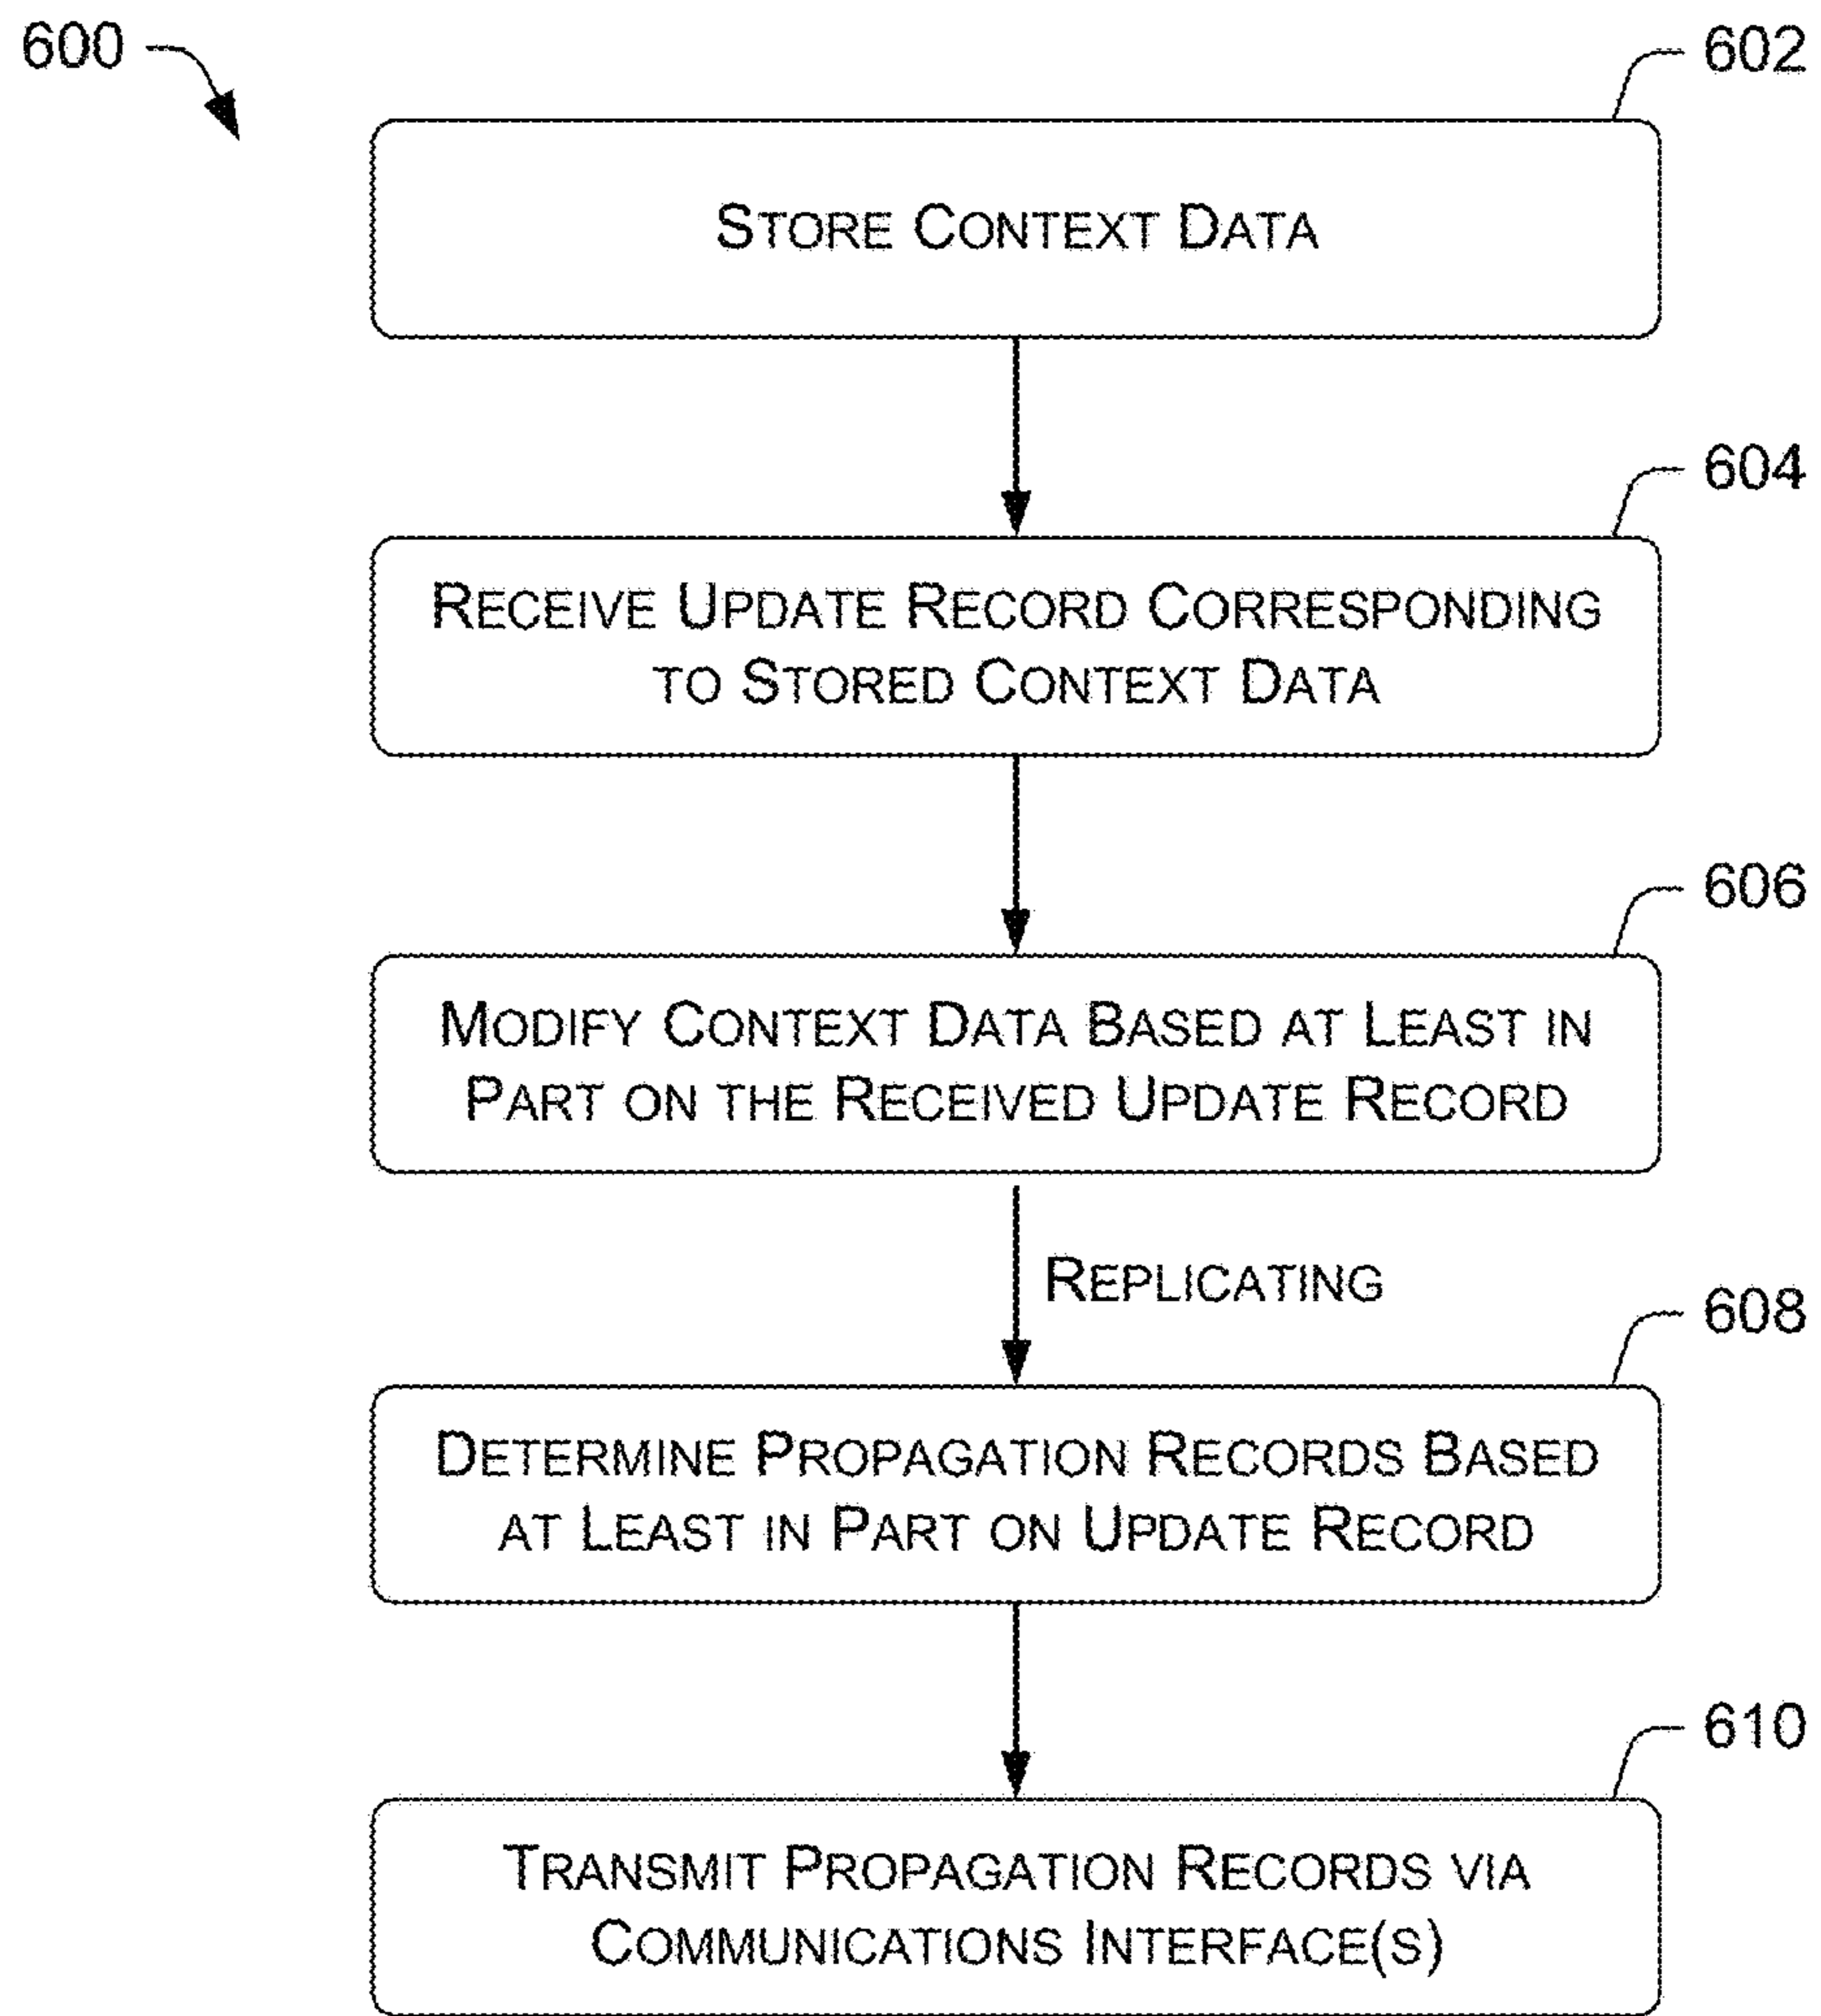 600
602
STORE CONTEXT DATA
604
RECEIVE UPDATE RECORD CORRESPONDING
TO STORED CONTEXT DATA
606
MODIFY CONTEXT DATA BASED AT LEAST IN
PART ON THE RECEIVED UPDATE RECORD
REPLICATING
608
DETERMINE PROPAGATION RECORDS BASED
AT LEAST IN PART ON UPDATE RECORD
610
TRANSMIT PROPAGATION RECORDS VIA
COMMUNICATIONS INTERFACE(S)